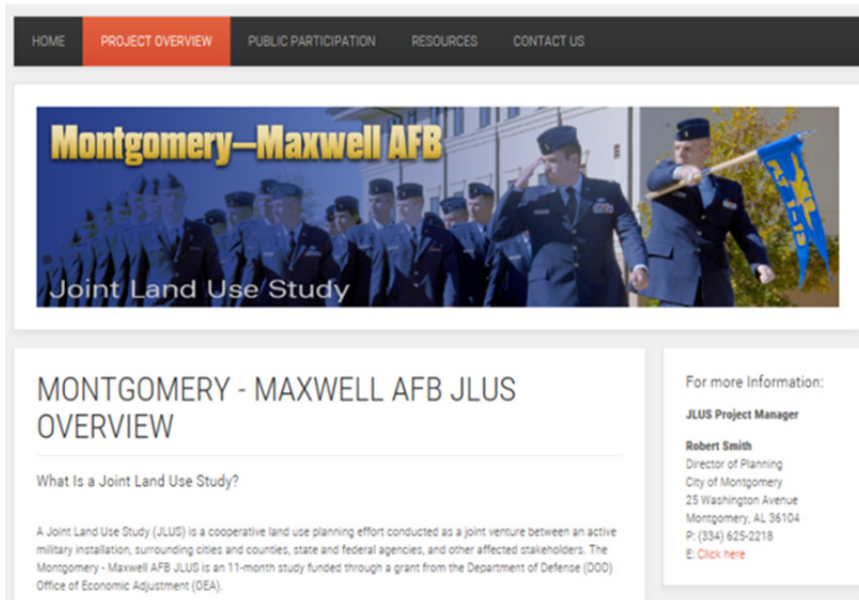 HOME PROJECT OVERVIEW PUBLIC PARTICIPATION RESOURCES CONTACT US
Montgomery—Maxwell AFB
FLT 1-13
Joint Land Use Study
MONTGOMERY - MAXWELL AFB JLUS
OVERVIEW
What Is a Joint Land Use Study?
A Joint Land Use Study (JLUS) is a cooperative land use planning effort conducted as a joint venture between an active
military installation, surrounding cities and counties, state and federal agencies, and other affected stakeholders. The
Montgomery - Maxwell AFB JLUS is an 11-month study funded through a grant from the Department of Defense (DOD)
Office of Economic Adjustment (OEA).
For more Information:
JLUS Project Manager
Robert Smith
Director of Planning
City of Montgomery
25 Washington Avenue
Montgomery, AL 36104
P: (334) 625-2218
E: Click here